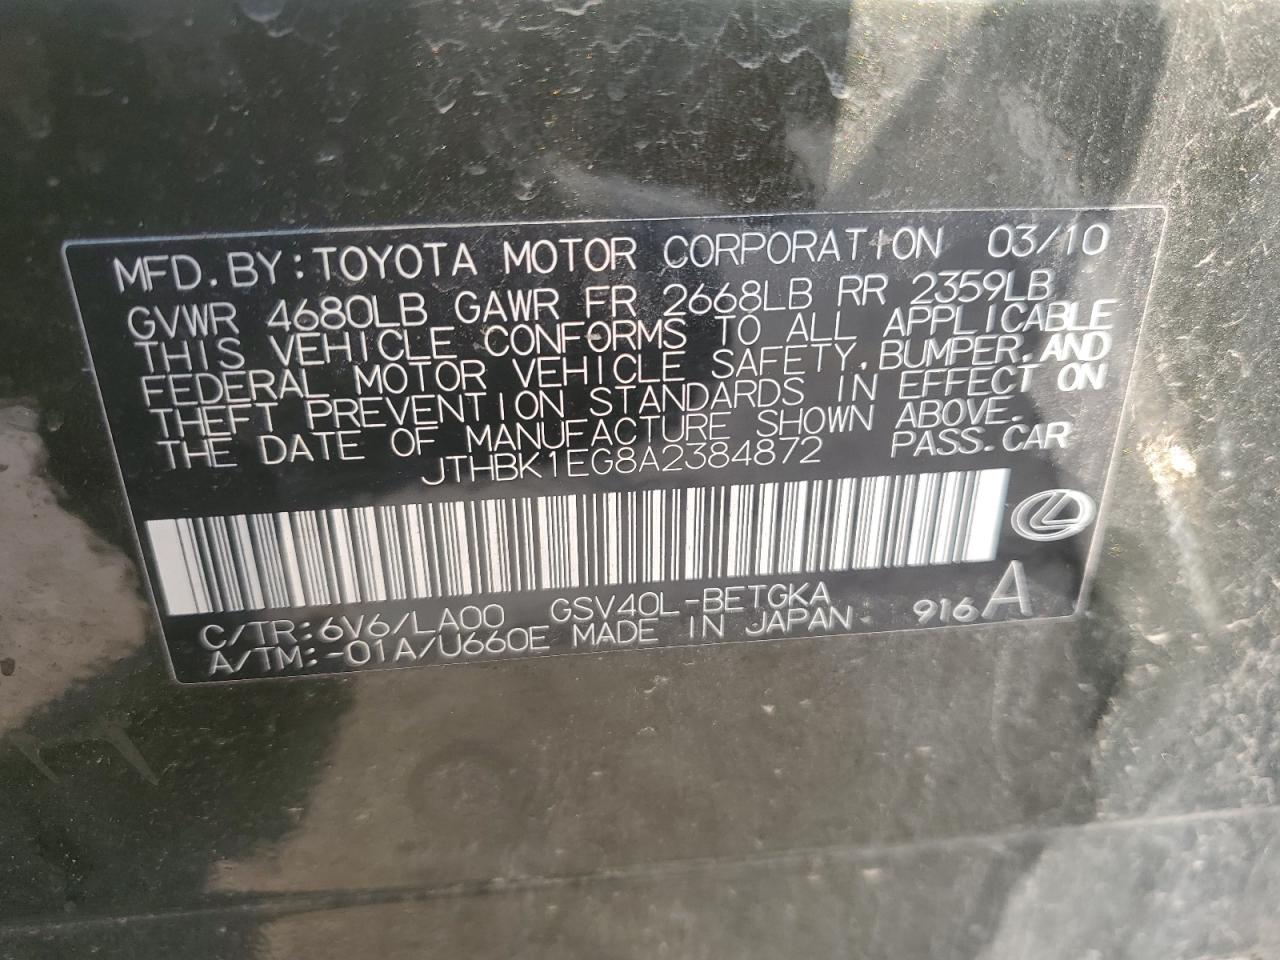 MFD. BY: TOYOTA MOTOR CORPORATION 03/10
GVWR 4680LB GAWR FR 2668LB RR 2359LB
THIS VEHICLE CONFORMS TO ALL APPLICABLE
FEDERAL MOTOR VEHICLE SAFETY, BUMPER, AND
THEFT PREVENTION STANDARDS IN EFFECT ON
THE DATE OF MANUFACTURE SHOWN ABOVE.
JTHBK1EG8A2384872 PASS. CAR
C/TR: 6V6/LA00 GSV40L-BETGKA
A/TM: -01A/U660E MADE IN JAPAN 916 A